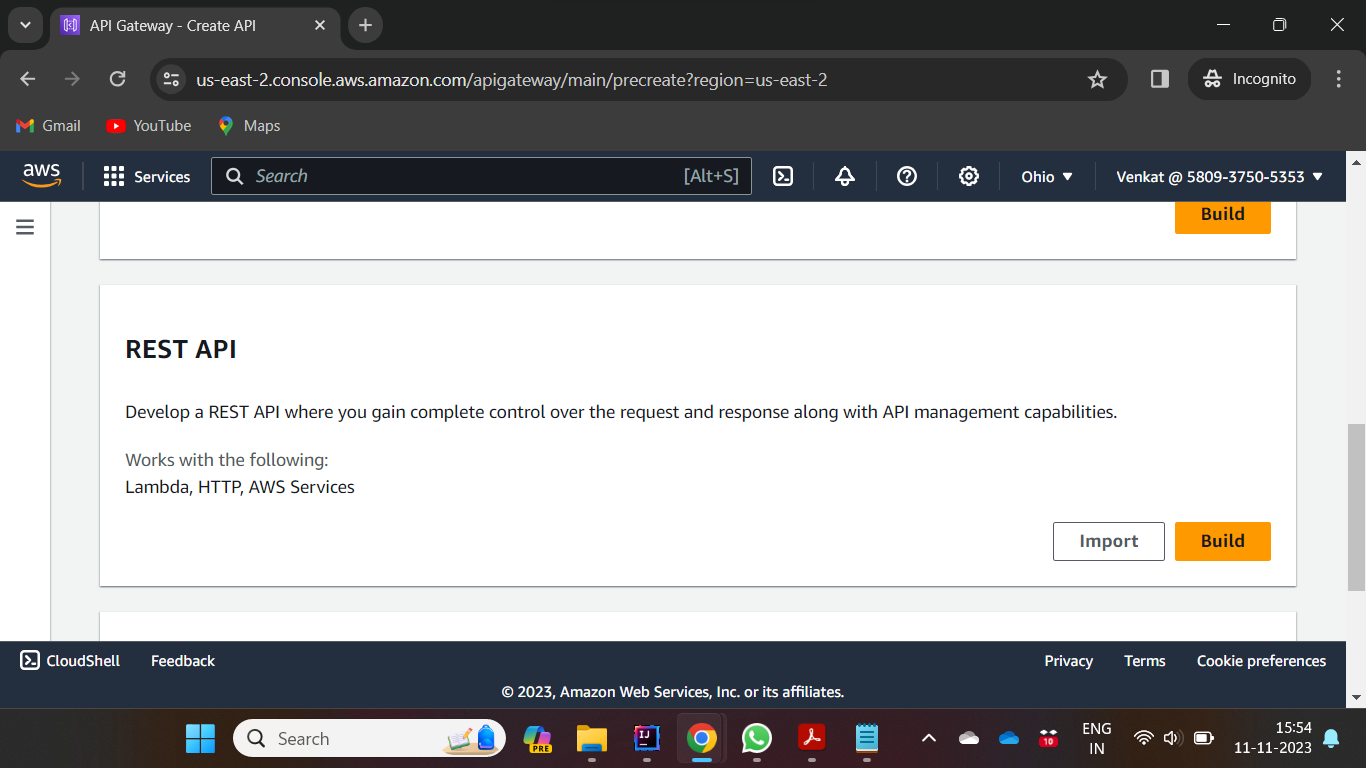 API Gateway - Create API
us-east-2.console.aws.amazon.com/apigateway/main/precreate?region=us-east-2
Incognito
Gmail YouTube Maps
aws Services Search [Alt+S] Ohio Venkat @ 5809-3750-5353
Build
REST API
Develop a REST API where you gain complete control over the request and response along with API management capabilities.
Works with the following:
Lambda, HTTP, AWS Services
Import Build
CloudShell Feedback Privacy Terms Cookie preferences
© 2023, Amazon Web Services, Inc. or its affiliates.
Search PRE IJ 10 ENG 15:54
IN 11-11-2023